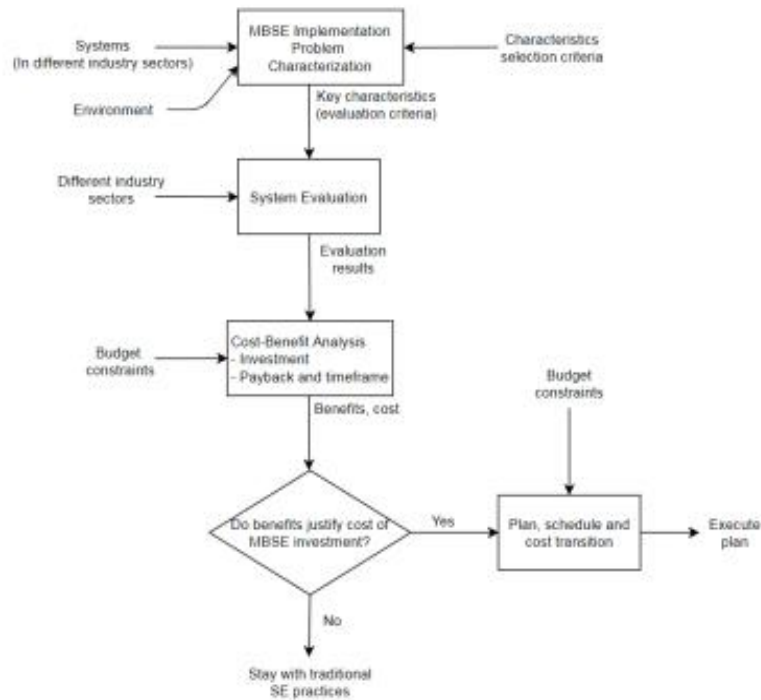 MBSE Implementation
Problem
Characterization
Systems
(In different industry sectors)
Characteristics
selection criteria
Environment
Key characteristics
(evaluation criteria)
Different industry
sectors
System Evaluation
Evaluation
results
Cost-Benefit Analysis
- Investment
- Payback and timeframe
Budget
constraints
Benefits, cost
Budget
constraints
Do benefits justify cost of
MBSE investment?
Yes
Plan, schedule and
cost transition
Execute
plan
No
Stay with traditional
SE practices